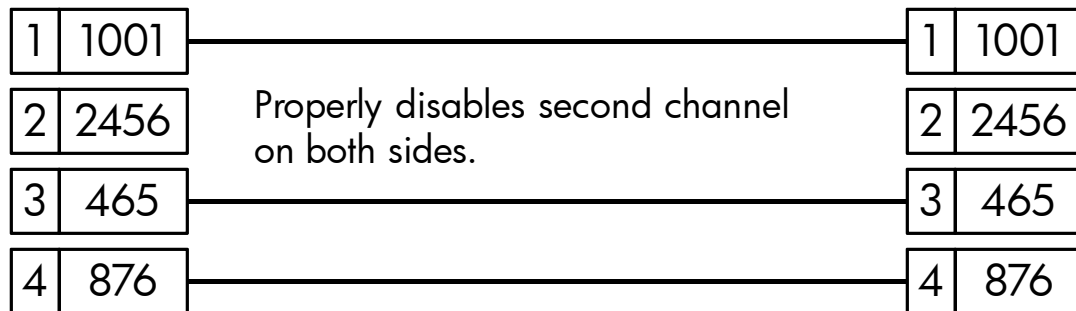 1 1001 1 1001
Properly disables second channel
2 2456 2 2456
on both sides.
3 465 3 465
4 876 4 876